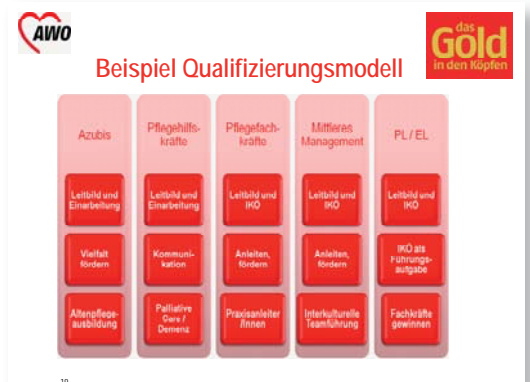 AWO
das
Gold
in den Köpfen
Beispiel Qualifizierungsmodell
Azubis
Leitbild und
Einarbeitung
Vielfalt
fördern
Altenpflege-
ausbildung
Pflegehilfs-
kräfte
Leitbild und
Einarbeitung
Kommuni-
kation
Palliative
Care /
Demenz
Pflegefach-
kräfte
Leitbild und
IKÖ
Anleiten,
fördern
Praxisanleiter
/innen
Mittleres
Management
Leitbild und
IKÖ
Anleiten,
fördern
Interkulturelle
Teamführung
PL / EL
Leitbild und
IKÖ
IKÖ als
Führungs-
aufgabe
Fachkräfte
gewinnen